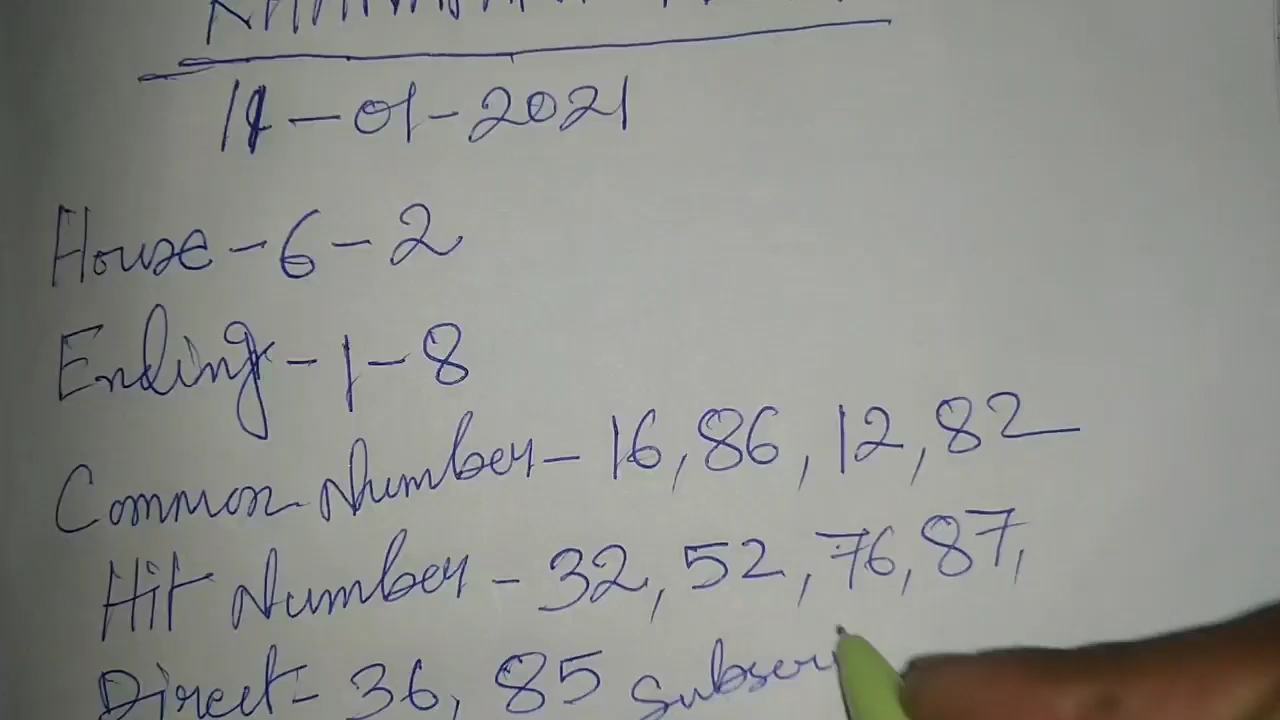 11-01-2021
House-6-2
Ending-1-8
Common Number-16,86,12,82
Hit Number-32,52,76,87,
Direct-36, 85